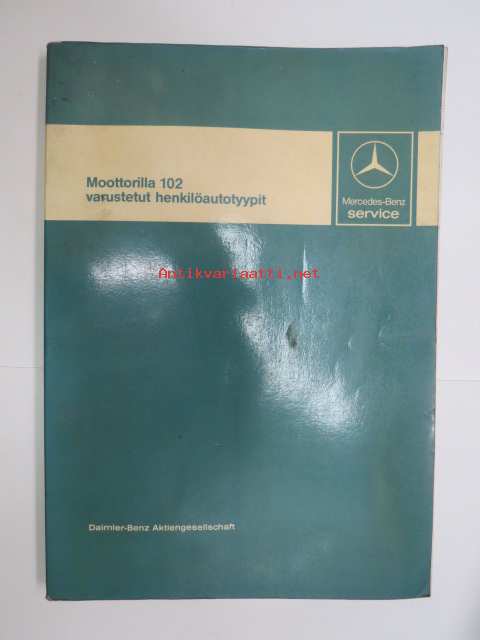 Moottorilla 102
varustetut henkilöautotyypit
Mercedes-Benz
service
Antikvariaatti.net
Daimler-Benz Aktiengesellschaft